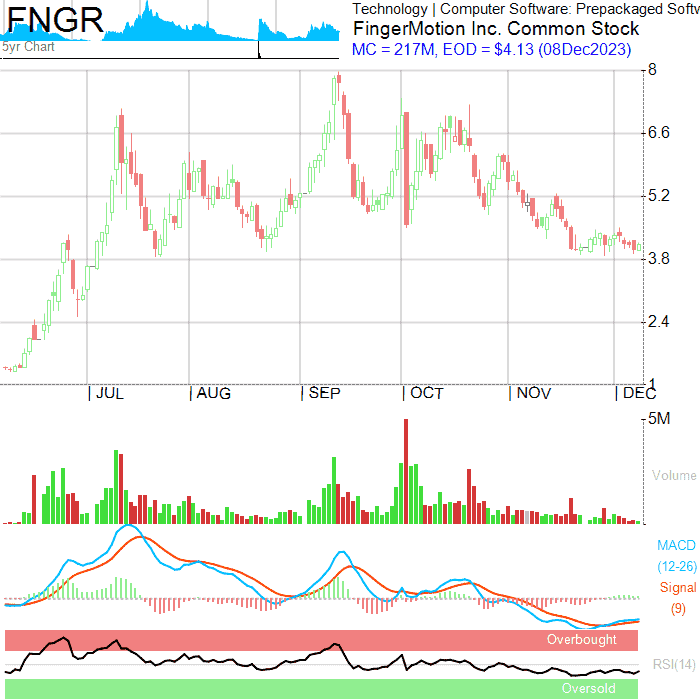 FNGR
Technology | Computer Software: Prepackaged Softw
FingerMotion Inc. Common Stock
5yr Chart
MC = 217M, EOD = $4.13 (08Dec2023)
8
6.6
5.2
3.8
2.4
1
| JUL | AUG | SEP | OCT | NOV | DEC
5M
Volume
MACD
(12-26)
Signal
(9)
Overbought
RSI(14)
Oversold